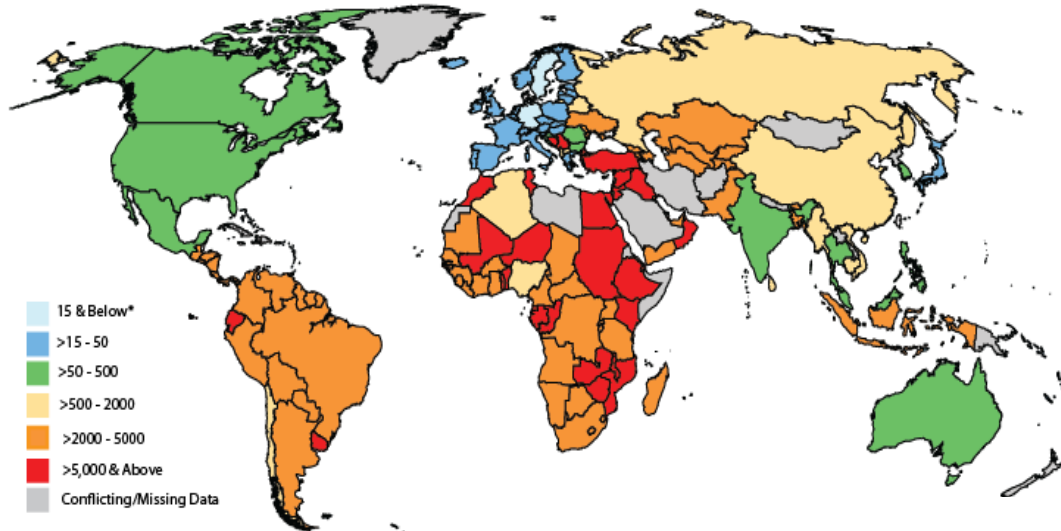 15 & Below*
>15 - 50
>50 - 500
>500 - 2000
>2000 - 5000
>5,000 & Above
Conflicting/Missing Data